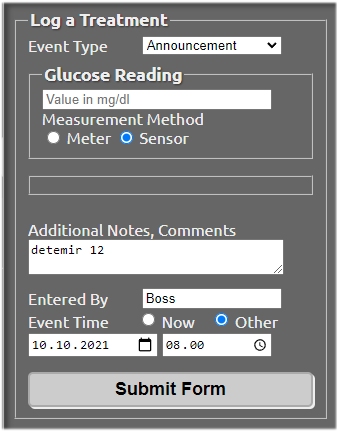 Log a Treatment
Event Type Announcement
Glucose Reading
Value in mg/dl
Measurement Method
Meter Sensor
Additional Notes, Comments
detemir 12
Entered By Boss
Event Time Now Other
10.10.2021 08.00
Submit Form